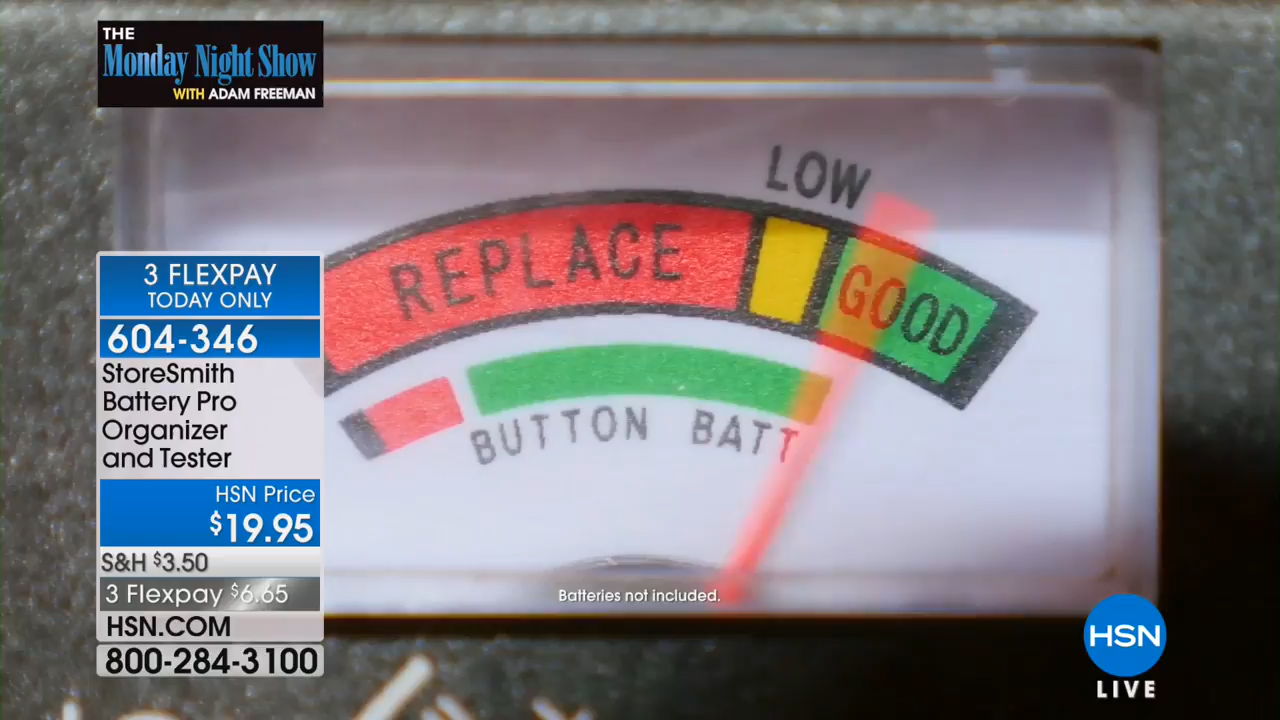 THE
Monday Night Show
WITH ADAM FREEMAN
LOW
REPLACE
GOOD
BUTTON BATT
3 FLEXPAY
TODAY ONLY
604-346
StoreSmith
Battery Pro
Organizer
and Tester
HSN Price
$19.95
S&H $3.50
3 Flexpay $6.65
HSN.COM
800-284-3100
Batteries not included.
HSN
LIVE